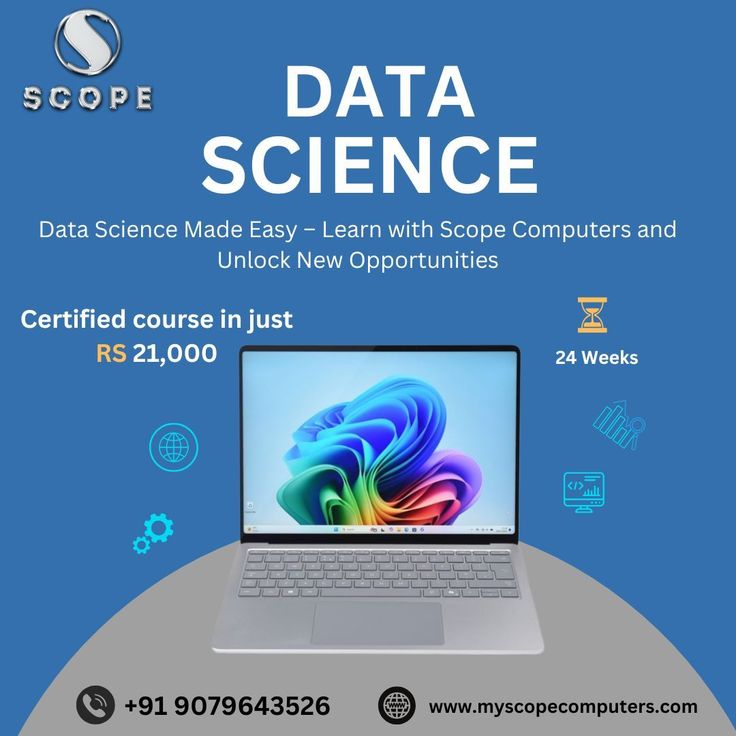 SCOPE
DATA
SCIENCE
Data Science Made Easy – Learn with Scope Computers and
Unlock New Opportunities
Certified course in just
RS 21,000
24 Weeks
</>
+91 9079643526
www.myscopecomputers.com